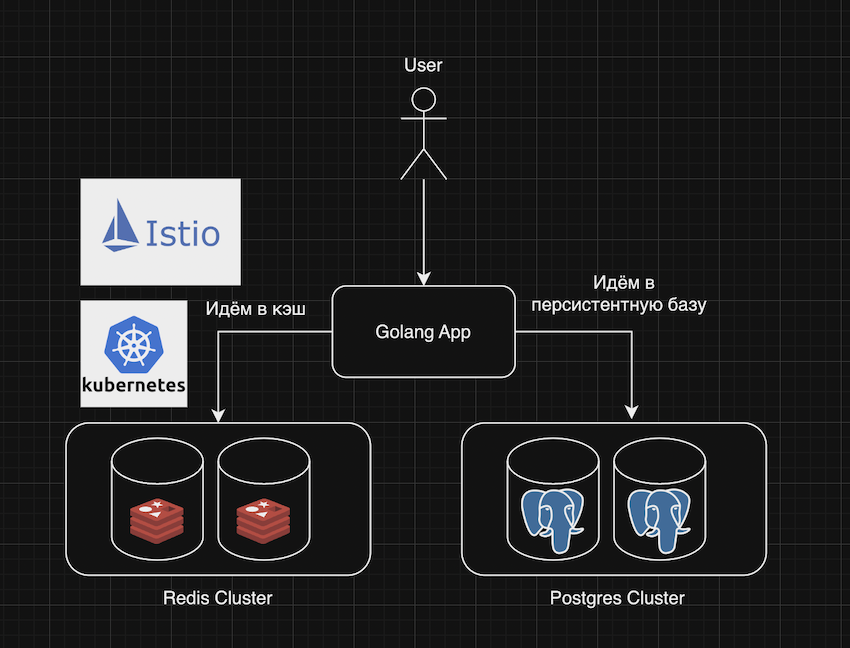 User
Istio
Идём в
персистентную базу
Идём в кэш
Golang App
kubernetes
Redis Cluster
Postgres Cluster